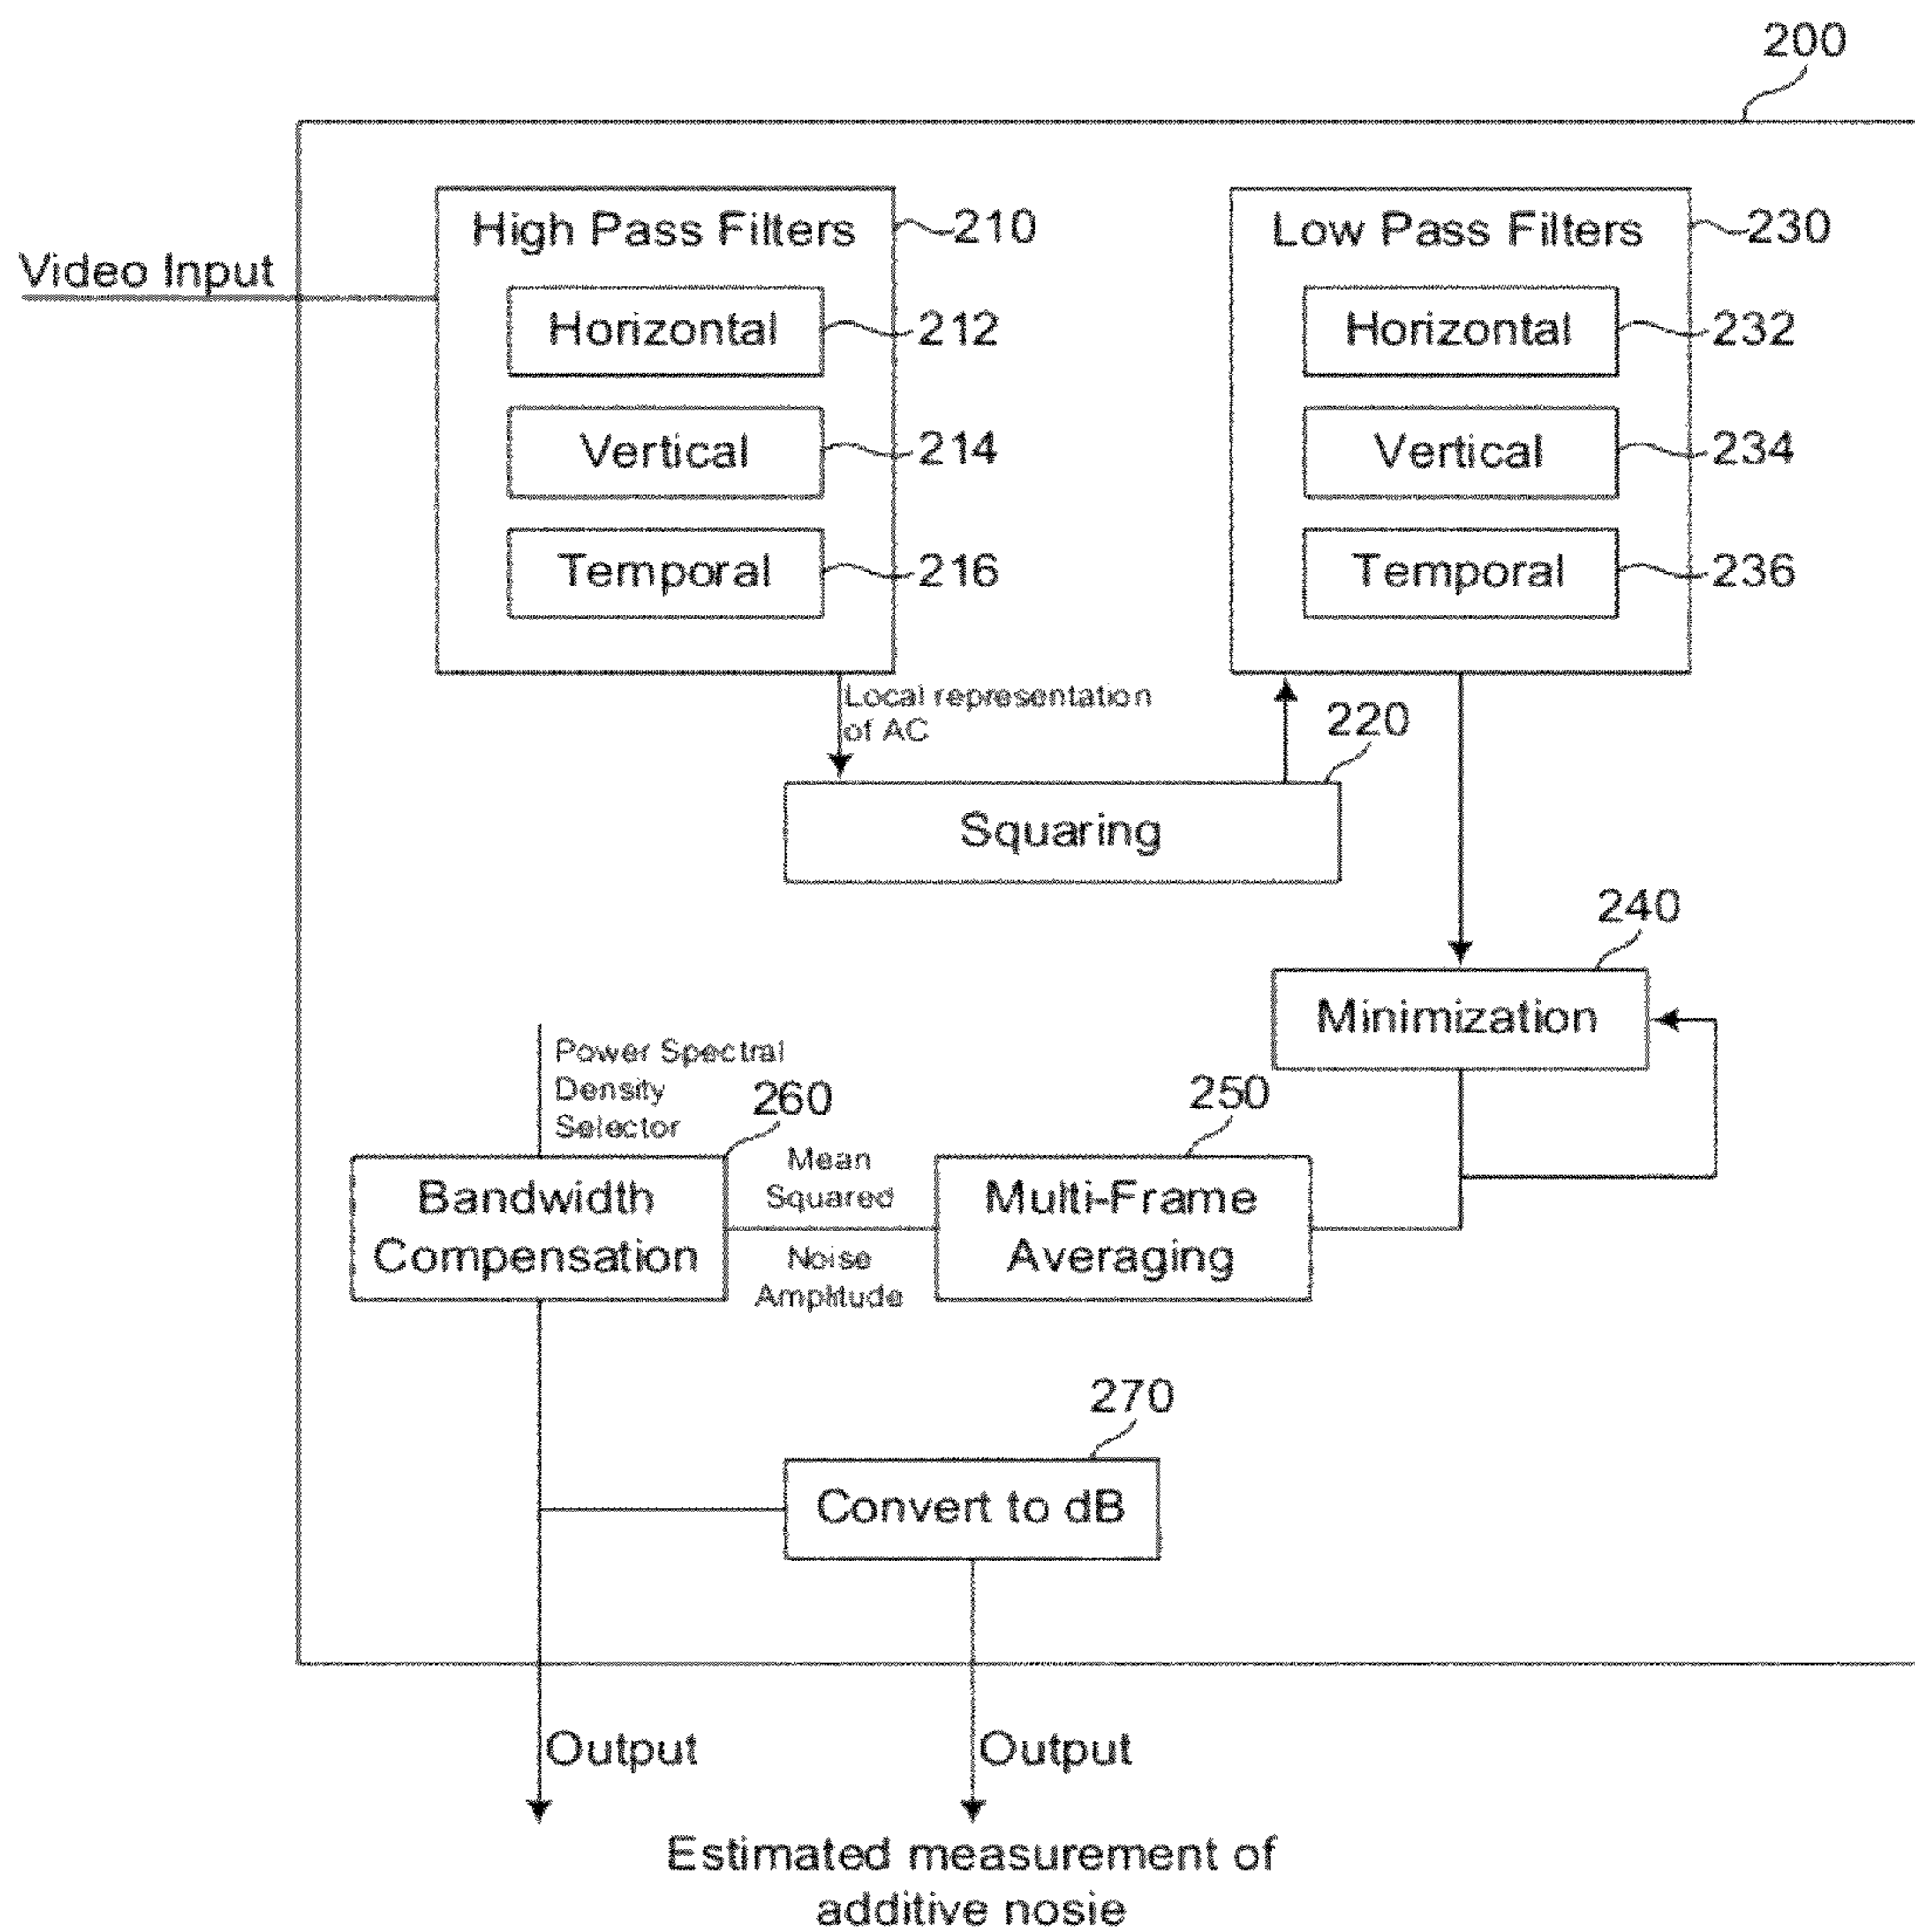 200
High Pass Filters
210
Low Pass Filters
230
Video Input
Horizontal
212
Horizontal
232
Vertical
214
Vertical
234
Temporal
216
Temporal
236
Local representation
of AC
220
Squaring
240
Minimization
Power Spectral
Density
Selector
260
250
Mean
Squared
Bandwidth
Compensation
Multi-Frame
Averaging
Noise
Amplitude
270
Convert to dB
Output
Output
Estimated measurement of
additive nosie